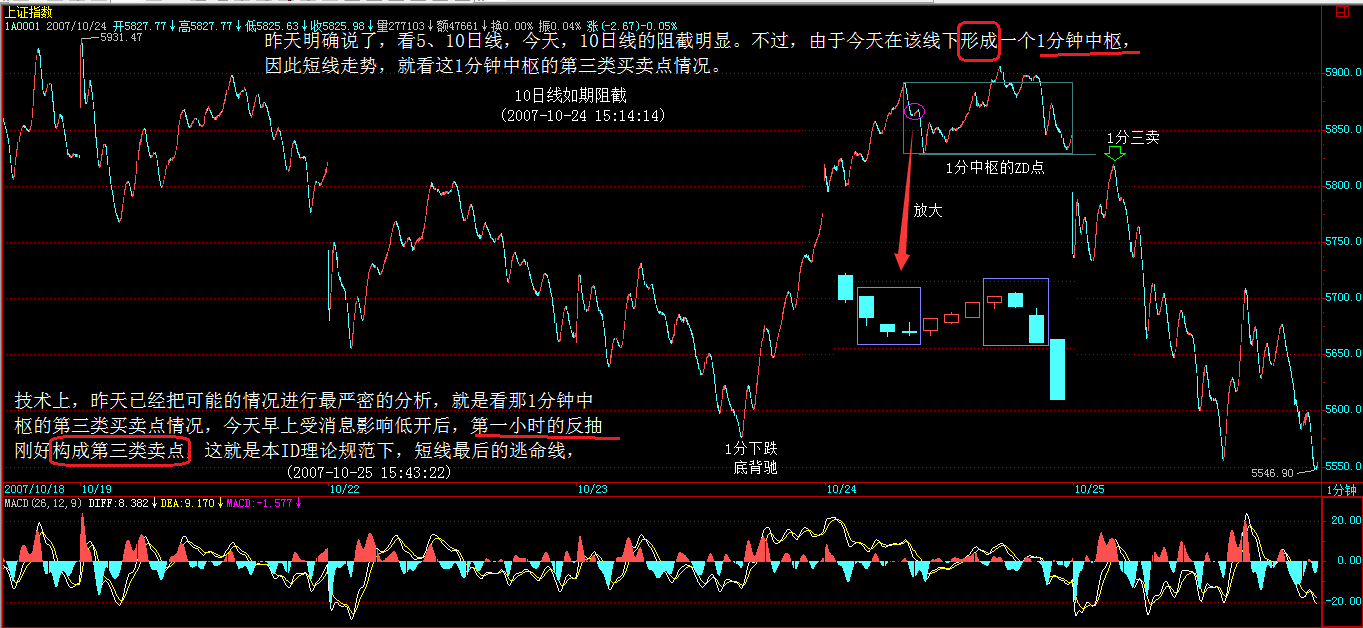 上证指数
1A0001 2007/10/24 开5827.77↓高5827.77↓低5825.63↓收5825.98↓量277103↓额47661↓换0.00% 振0.04% 涨(-2.67)-0.05%
5931.47
昨天明确说了，看5、10日线，今天，10日线的阻截明显。不过，由于今天在该线下形成一个1分钟中枢，
因此短线走势，就看这1分钟中枢的第三类买卖点情况。
10日线如期阻截
(2007-10-24 15:14:14)
1分三卖
1分中枢的ZD点
放大
5900.0
5850.0
5800.0
5750.0
5700.0
5650.0
5600.0
5550.0
技术上，昨天已经把可能的情况进行最严密的分析，就是看那1分钟中
枢的第三类买卖点情况，今天早上受消息影响低开后，第一小时的反抽
刚好构成第三类卖点 这就是本ID理论规范下，短线最后的逃命线，
(2007-10-25 15:43:22)
1分下跌
底背驰
5546.90
2007/10/18 10/19 10/22 10/23 10/24 10/25 1分钟
MACD(26,12,9) DIFF:8.382↓DEA:9.170↓MACD:-1.577↓
20.00
0.00
-20.00